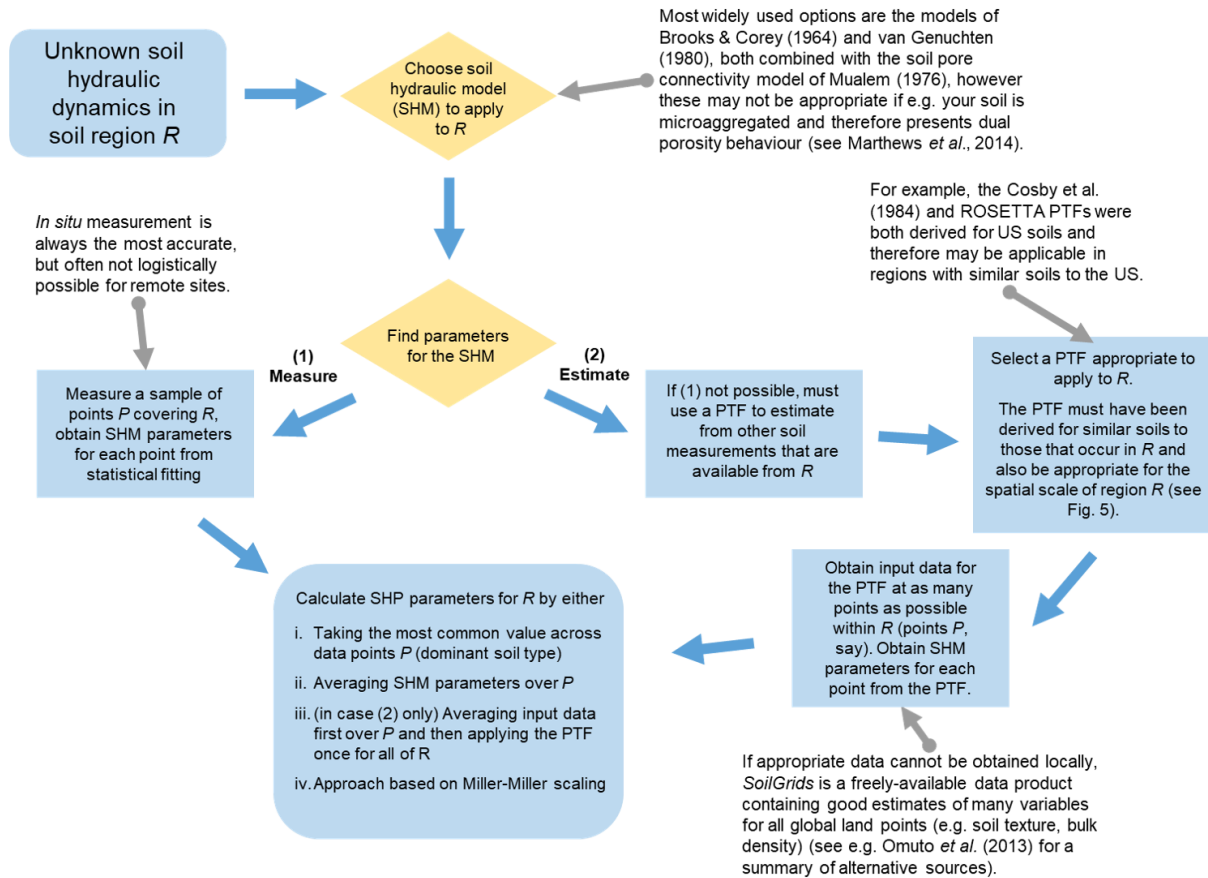 Unknown soil
hydraulic
dynamics in
soil region R
Choose soil
hydraulic model
(SHM) to apply
to R
Most widely used options are the models of
Brooks & Corey (1964) and van Genuchten
(1980), both combined with the soil pore
connectivity model of Mualem (1976), however
these may not be appropriate if e.g. your soil is
microaggregated and therefore presents dual
porosity behaviour (see Marthews et al., 2014).
In situ measurement is
always the most accurate,
but often not logistically
possible for remote sites.
For example, the Cosby et al.
(1984) and ROSETTA PTFs were
both derived for US soils and
therefore may be applicable in
regions with similar soils to the US.
Find parameters
for the SHM
(1)
Measure
(2)
Estimate
Measure a sample of
points P covering R,
obtain SHM parameters
for each point from
statistical fitting
If (1) not possible, must
use a PTF to estimate
from other soil
measurements that are
available from R
Select a PTF appropriate to
apply to R.
The PTF must have been
derived for similar soils to
those that occur in R and
also be appropriate for the
spatial scale of region R (see
Fig. 5).
Calculate SHP parameters for R by either
i. Taking the most common value across
data points P (dominant soil type)
ii. Averaging SHM parameters over P
iii. (in case (2) only) Averaging input data
first over P and then applying the PTF
once for all of R
iv. Approach based on Miller-Miller scaling
Obtain input data for
the PTF at as many
points as possible
within R (points P,
say). Obtain SHM
parameters for each
point from the PTF.
If appropriate data cannot be obtained locally,
SoilGrids is a freely-available data product
containing good estimates of many variables
for all global land points (e.g. soil texture, bulk
density) (see e.g. Omuto et al. (2013) for a
summary of alternative sources).